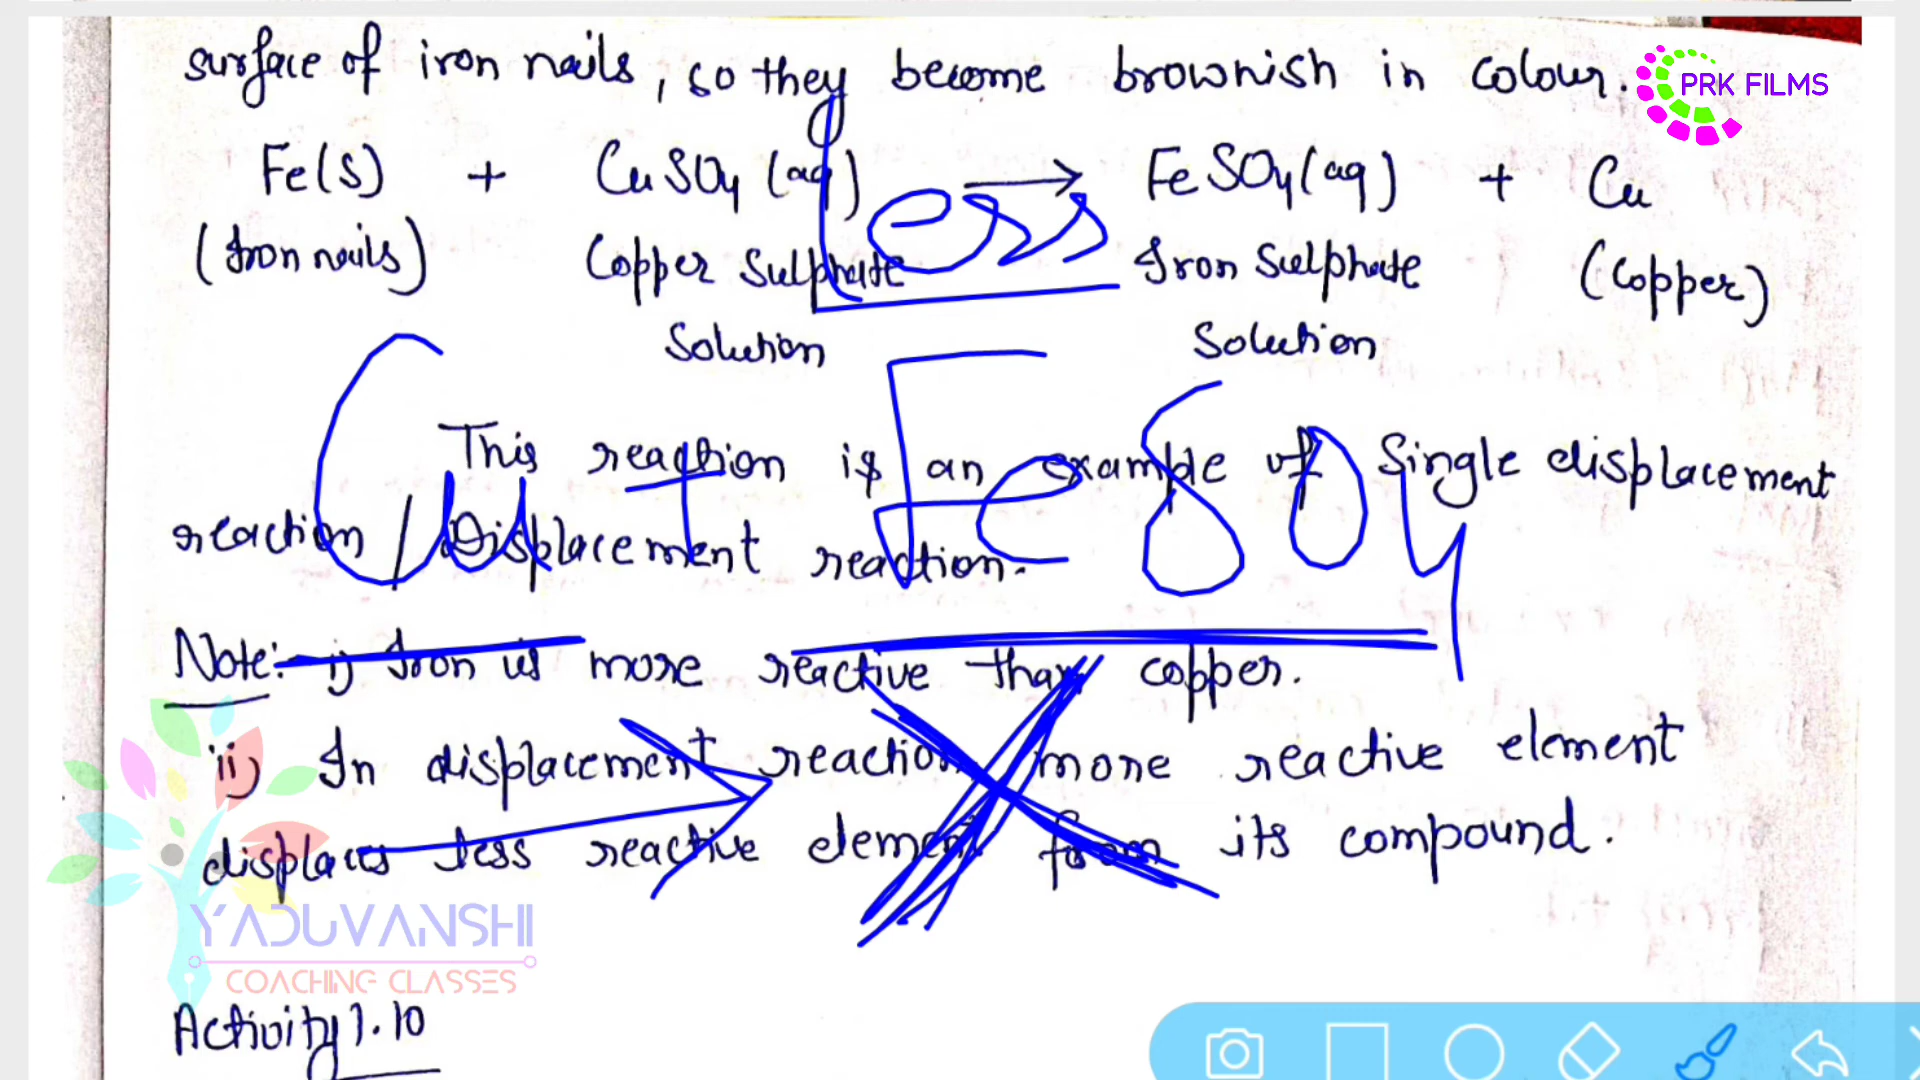 surface of iron nails, so they become brownish in colour.
PRK FILMS
Fe(s) + CuSO4 (aq) → FeSO4(aq) + Cu
(Iron nails) Copper Sulphate Iron Sulphate (Copper)
Solution Solution
Less
Cu + FeSO4
This reaction is an example of Single displacement
reaction / Displacement reaction.
Note:- i) Iron is more reactive than copper.
ii) In displacement reaction more reactive element
displaces less reactive element from its compound.
YADUVANSHI
COACHING CLASSES
Activity 1.10